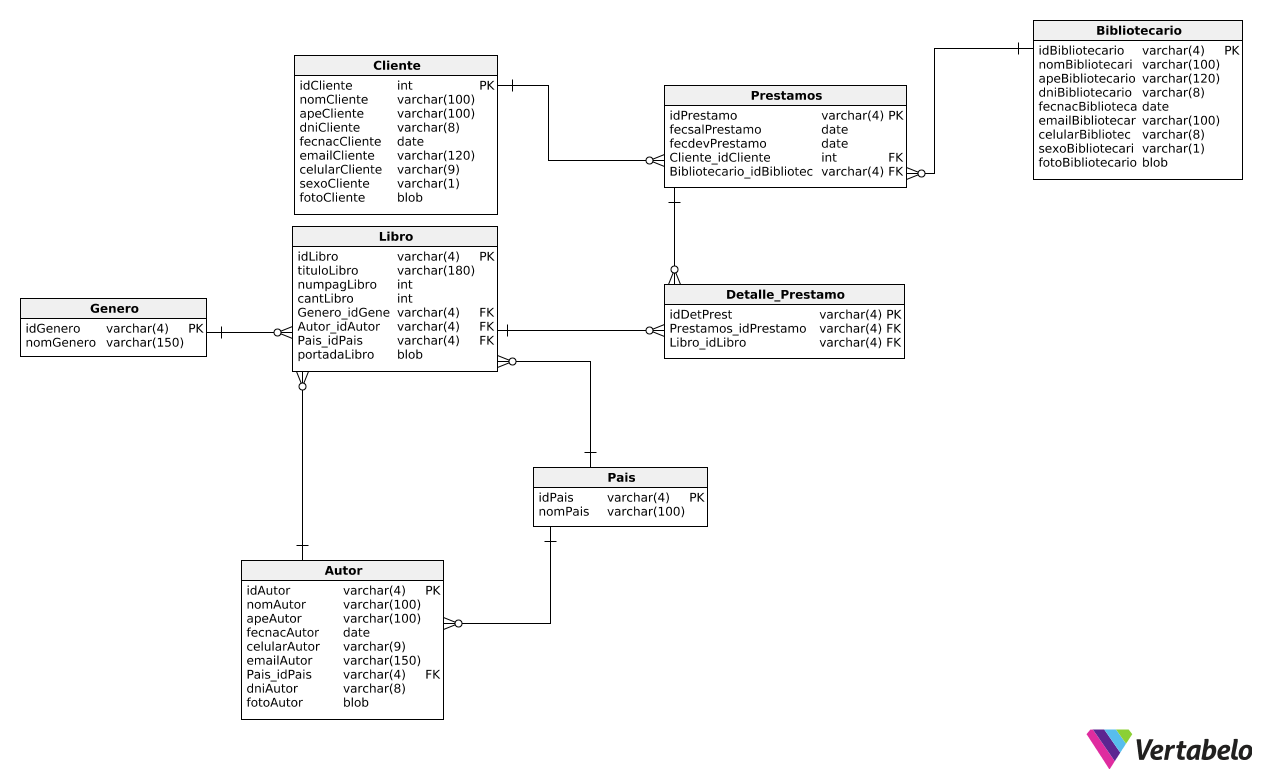 Bibliotecario
idBibliotecario varchar(4) PK
nomBibliotecari varchar(100)
apeBibliotecario varchar(120)
dniBibliotecario varchar(8)
fecnacBiblioteca date
emailBibliotecar varchar(100)
celularBibliotec varchar(8)
sexoBibliotecari varchar(1)
fotoBibliotecario blob
Cliente
idCliente int PK
nomCliente varchar(100)
apeCliente varchar(100)
dniCliente varchar(8)
fecnacCliente date
emailCliente varchar(120)
celularCliente varchar(9)
sexoCliente varchar(1)
fotoCliente blob
Prestamos
idPrestamo varchar(4) PK
fecsalPrestamo date
fecdevPrestamo date
Cliente_idCliente int FK
Bibliotecario_idBibliotec varchar(4) FK
Libro
idLibro varchar(4) PK
tituloLibro varchar(180)
numpagLibro int
cantLibro int
Genero_idGene varchar(4) FK
Autor_idAutor varchar(4) FK
Pais_idPais varchar(4) FK
portadaLibro blob
Genero
idGenero varchar(4) PK
nomGenero varchar(150)
Detalle_Prestamo
idDetPrest varchar(4) PK
Prestamos_idPrestamo varchar(4) FK
Libro_idLibro varchar(4) FK
Pais
idPais varchar(4) PK
nomPais varchar(100)
Autor
idAutor varchar(4) PK
nomAutor varchar(100)
apeAutor varchar(100)
fecnacAutor date
celularAutor varchar(9)
emailAutor varchar(150)
Pais_idPais varchar(4) FK
dniAutor varchar(8)
fotoAutor blob
Vertabelo